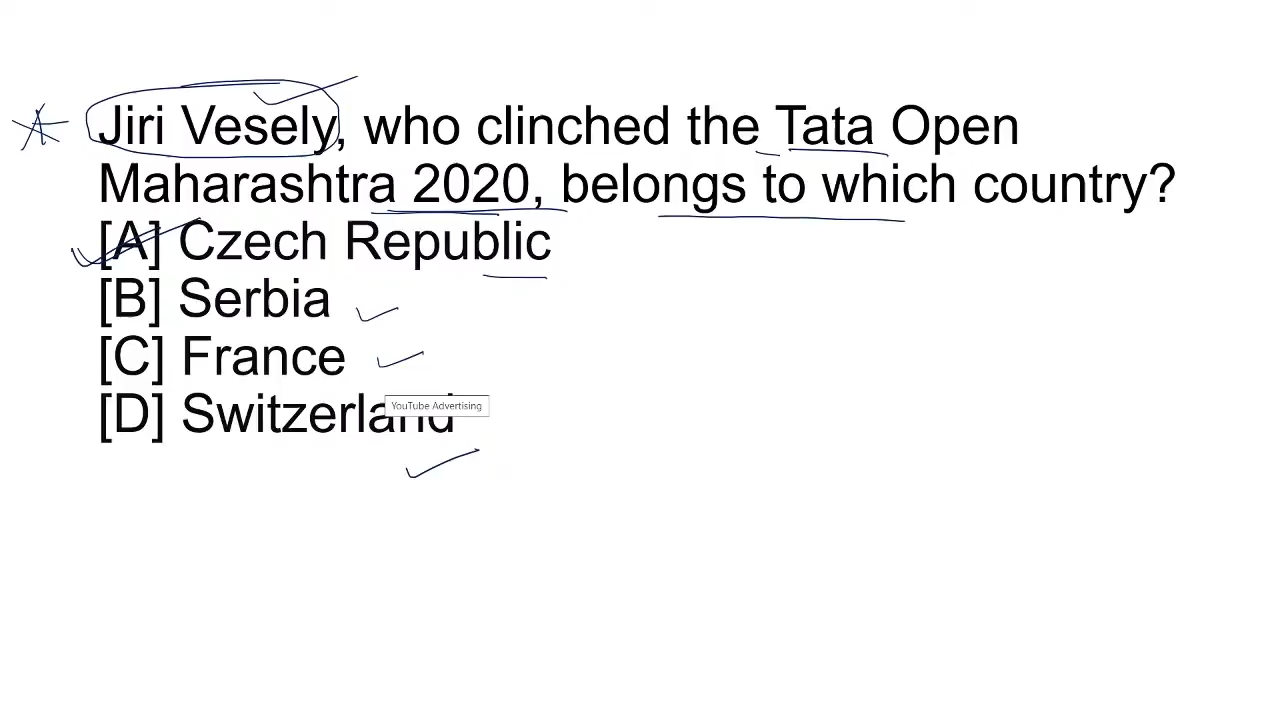 Jiri Vesely, who clinched the Tata Open
Maharashtra 2020, belongs to which country?
[A] Czech Republic
[B] Serbia
[C] France
YouTube Advertising
[D] Switzerland